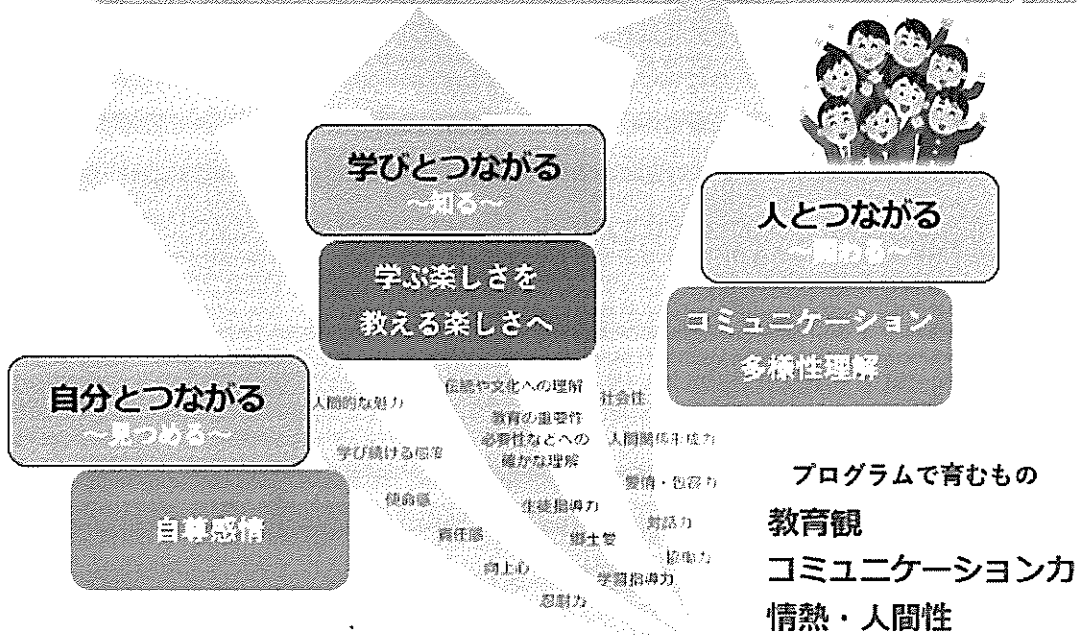 学びとつながる
～知る～
学ぶ楽しさを
教える楽しさへ
人とつながる
～関わる～
コミュニケーション
多様性理解
自分とつながる
～見つめる～
自尊感情
人間的な魅力
伝統や文化への理解
社会性
教育の重要性
必要性などへの
確かな理解
人間関係形成力
学び続ける態度
愛情・包容力
使命感
生徒指導力
対話力
責任感
郷土愛
協働力
向上心
学習指導力
忍耐力
プログラムで育むもの
教育観
コミュニケーション力
情熱・人間性